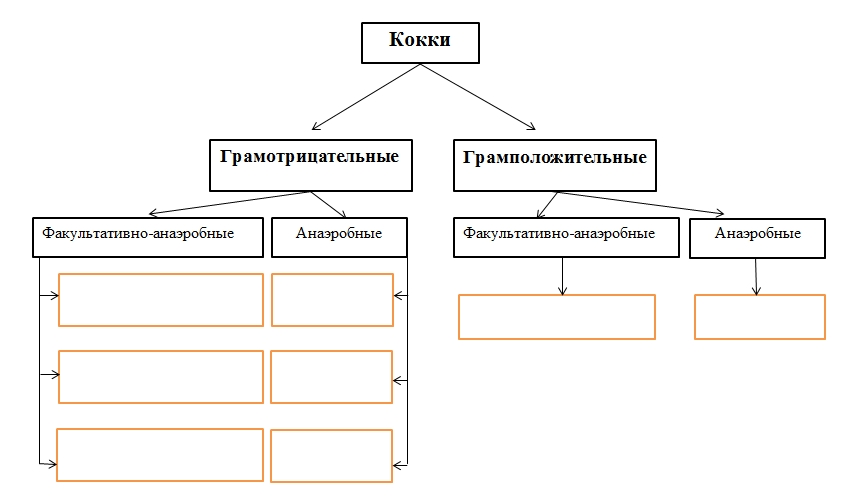 Кокки
Грамотрицательные
Грамположительные
Факультативно-анаэробные
Анаэробные
Факультативно-анаэробные
Анаэробные